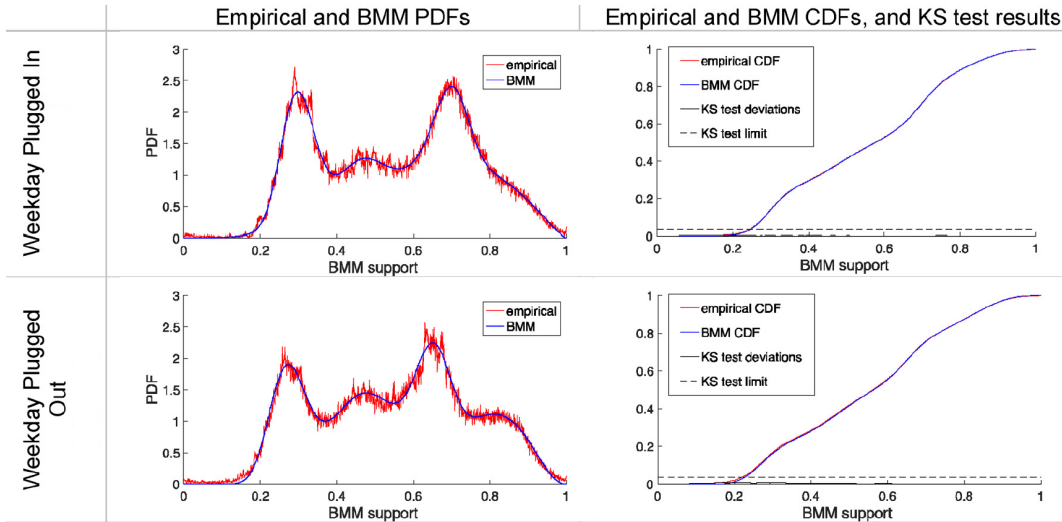 Empirical and BMM PDFs
Empirical and BMM CDFs, and KS test results
Weekday Plugged In
PDF
3
2.5
2
1.5
1
0.5
0
0 0.2 0.4 0.6 0.8 1
BMM support
empirical
BMM
1
0.8
0.6
0.4
0.2
0
0 0.2 0.4 0.6 0.8 1
BMM support
empirical CDF
BMM CDF
KS test deviations
KS test limit
Weekday Plugged
Out
PDF
3
2.5
2
1.5
1
0.5
0
0 0.2 0.4 0.6 0.8 1
BMM support
empirical
BMM
1
0.8
0.6
0.4
0.2
0
0 0.2 0.4 0.6 0.8 1
BMM support
empirical CDF
BMM CDF
KS test deviations
KS test limit